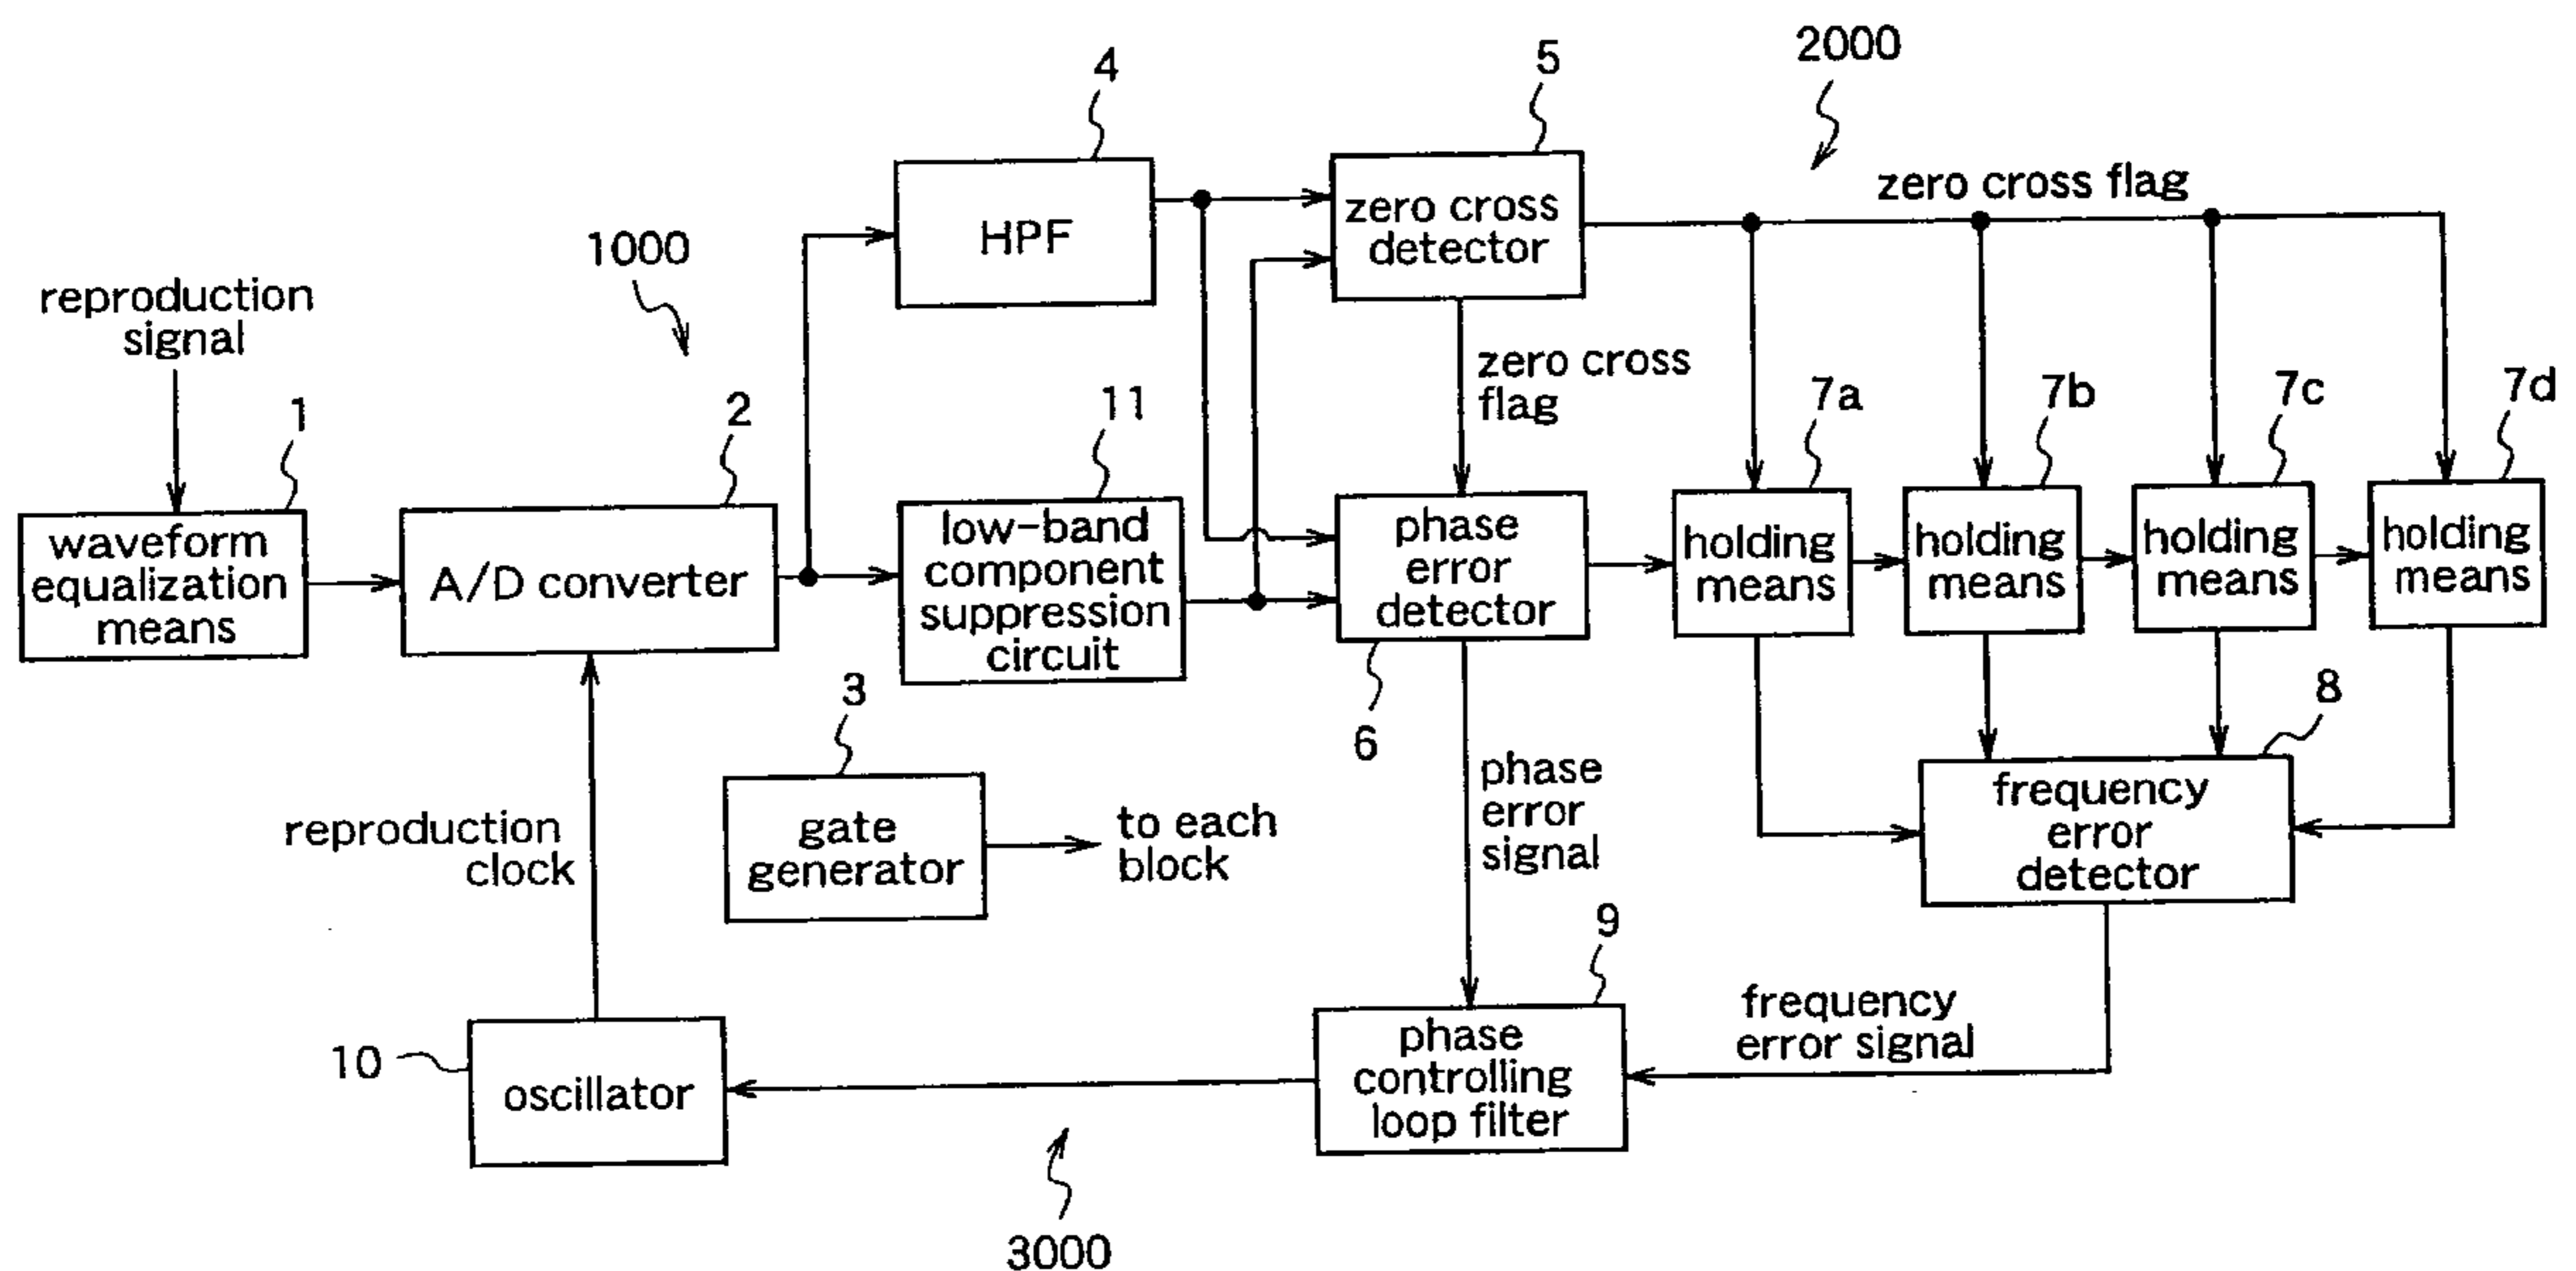 2000
4
5
zero cross flag
1000
HPF
zero cross
detector
reproduction
signal
zero cross
flag
1
2
11
7a
7b
7c
7d
waveform
equalization
means
A/D converter
low-band
component
suppression
circuit
phase
error
detector
holding
means
holding
means
holding
means
holding
means
3
6
8
gate
generator
to each
block
phase
error
signal
frequency
error
detector
reproduction
clock
9
10
oscillator
phase
controlling
loop filter
frequency
error signal
3000